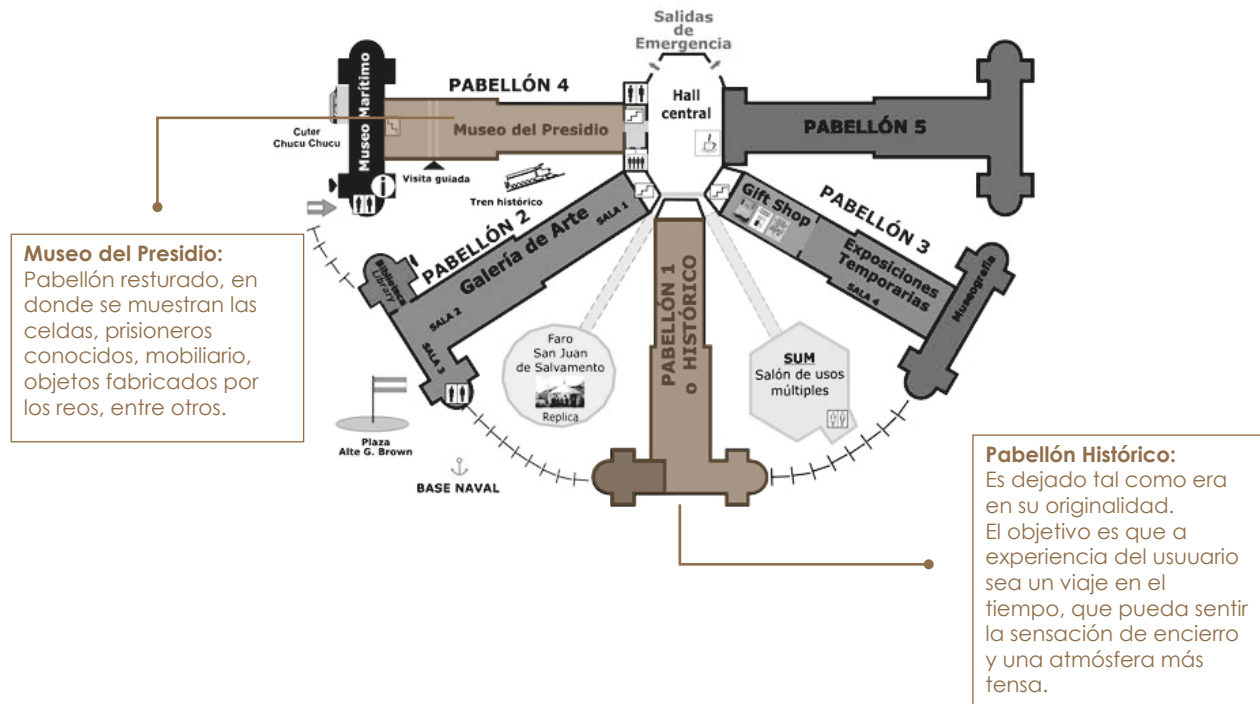 Salidas
de
Emergencia
PABELLÓN 4
Hall
central
Museo Marítimo
Museo del Presidio
PABELLÓN 5
Cuter
Chucu Chucu
Visita guiada
Tren histórico
i
PABELLÓN 2
Galería de Arte
SALA 1
SALA 2
SALA 3
Biblioteca
Library
Gift Shop
PABELLÓN 3
Exposiciones
Temporarias
SALA 4
Museografía
PABELLÓN 1
o HISTÓRICO
Faro
San Juan
de Salvamento
Replica
SUM
Salón de usos
múltiples
Plaza
Alte G. Brown
BASE NAVAL
Museo del Presidio:
Pabellón resturado, en
donde se muestran las
celdas, prisioneros
conocidos, mobiliario,
objetos fabricados por
los reos, entre otros.
Pabellón Histórico:
Es dejado tal como era
en su originalidad.
El objetivo es que a
experiencia del usuuario
sea un viaje en el
tiempo, que pueda sentir
la sensación de encierro
y una atmósfera más
tensa.